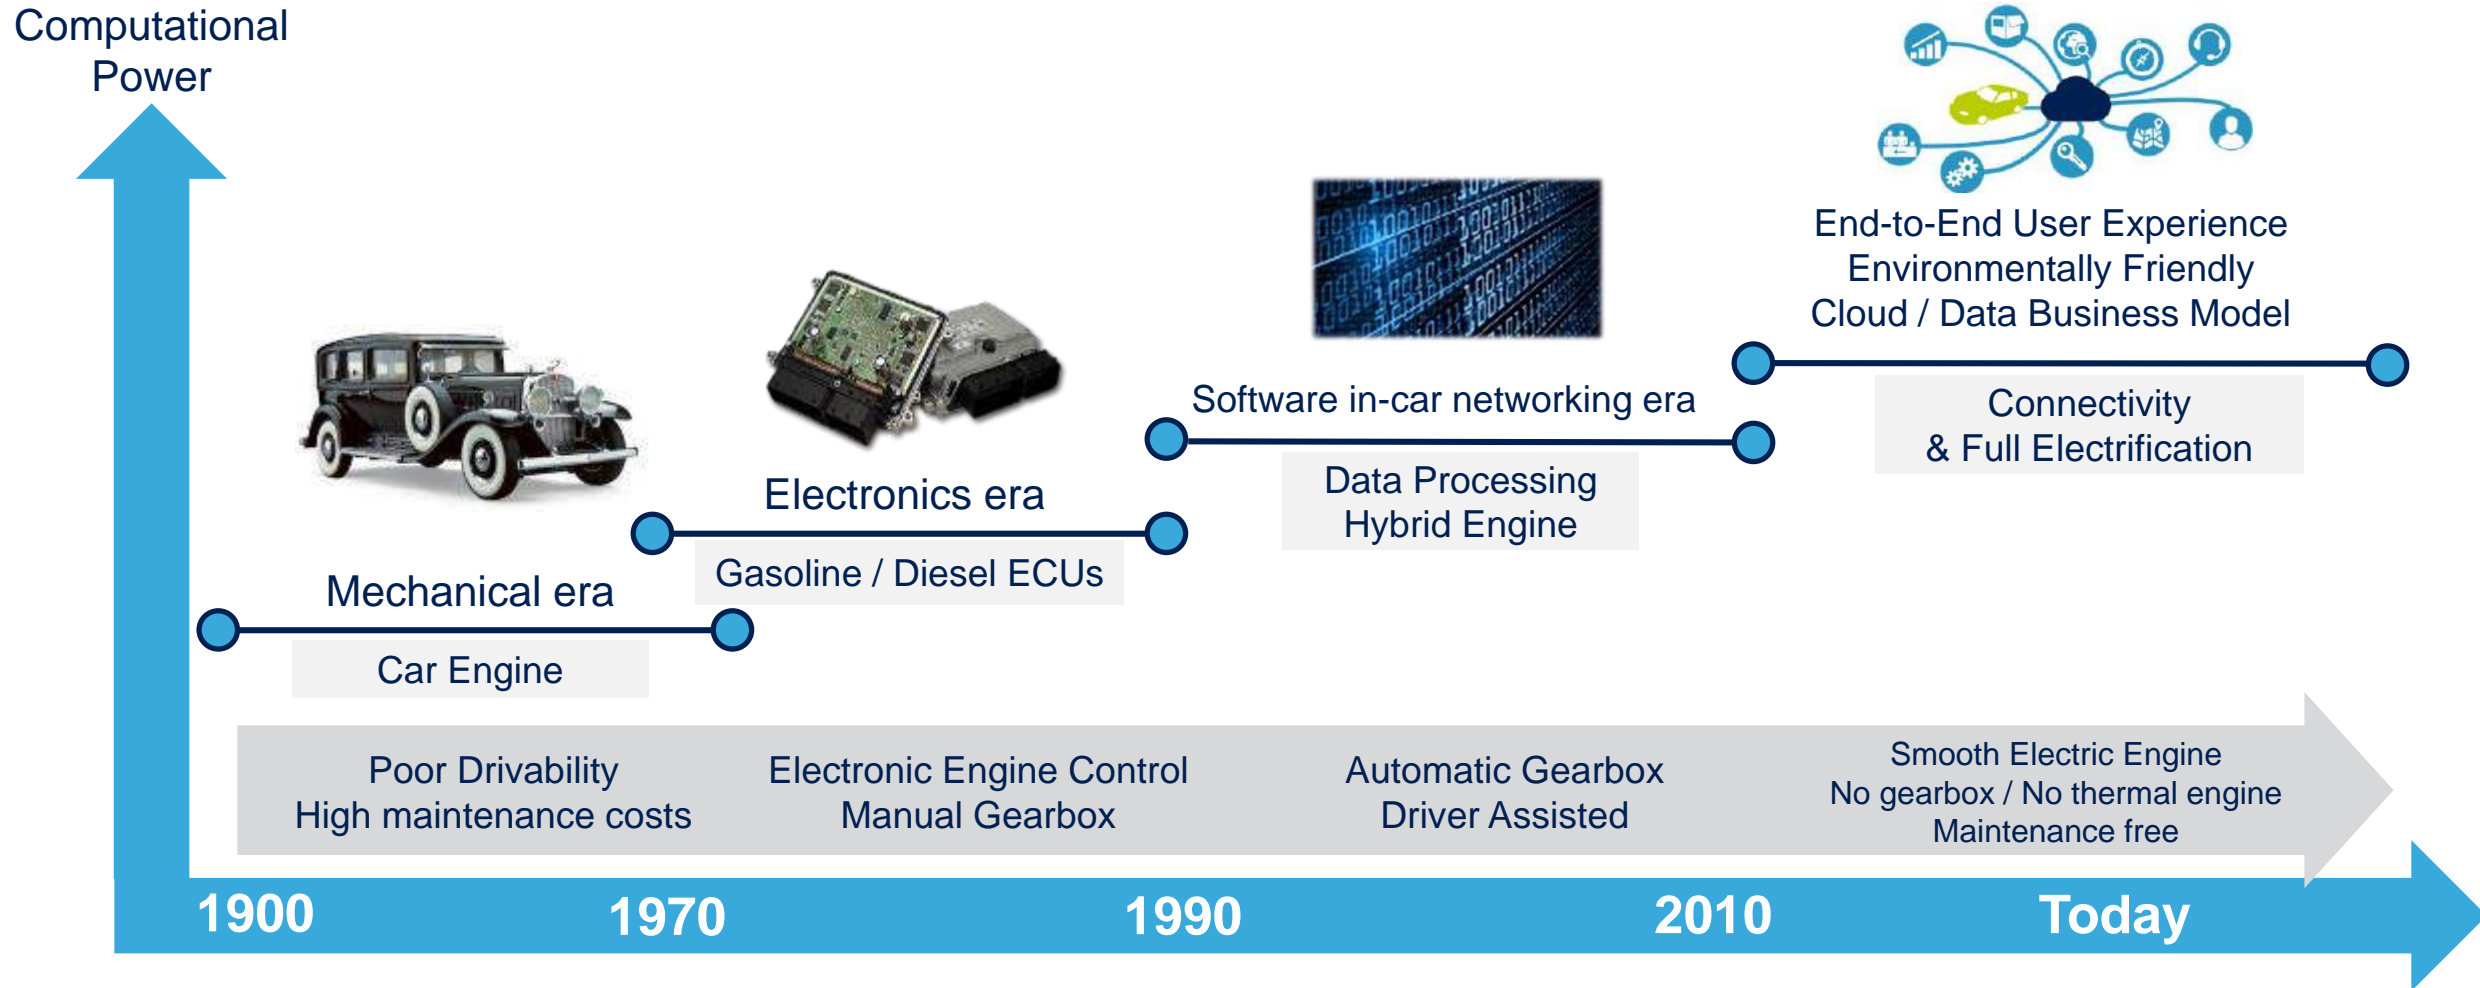 Computational
Power
End-to-End User Experience
Environmentally Friendly
Cloud / Data Business Model
Connectivity
& Full Electrification
Software in-car networking era
Data Processing
Hybrid Engine
Electronics era
Gasoline / Diesel ECUs
Mechanical era
Car Engine
Poor Drivability
High maintenance costs
Electronic Engine Control
Manual Gearbox
Automatic Gearbox
Driver Assisted
Smooth Electric Engine
No gearbox / No thermal engine
Maintenance free
1900
1970
1990
2010
Today